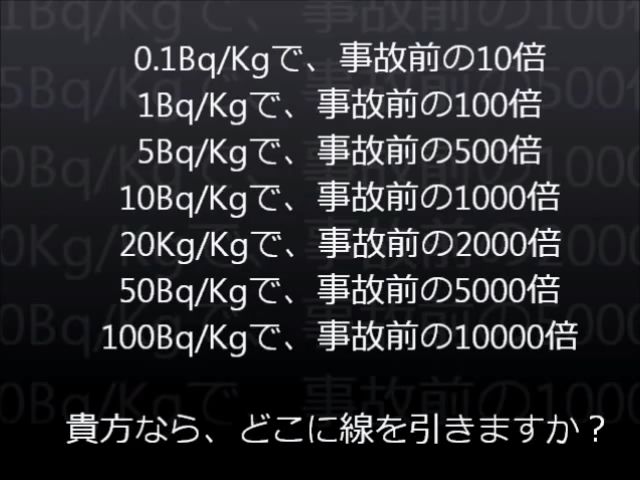 0.1Bq/Kgで、事故前の10倍
1Bq/Kgで、事故前の100倍
5Bq/Kgで、事故前の500倍
10Bq/Kgで、事故前の1000倍
20Kg/Kgで、事故前の2000倍
50Bq/Kgで、事故前の5000倍
100Bq/Kgで、事故前の10000倍
貴方なら、どこに線を引きますか？